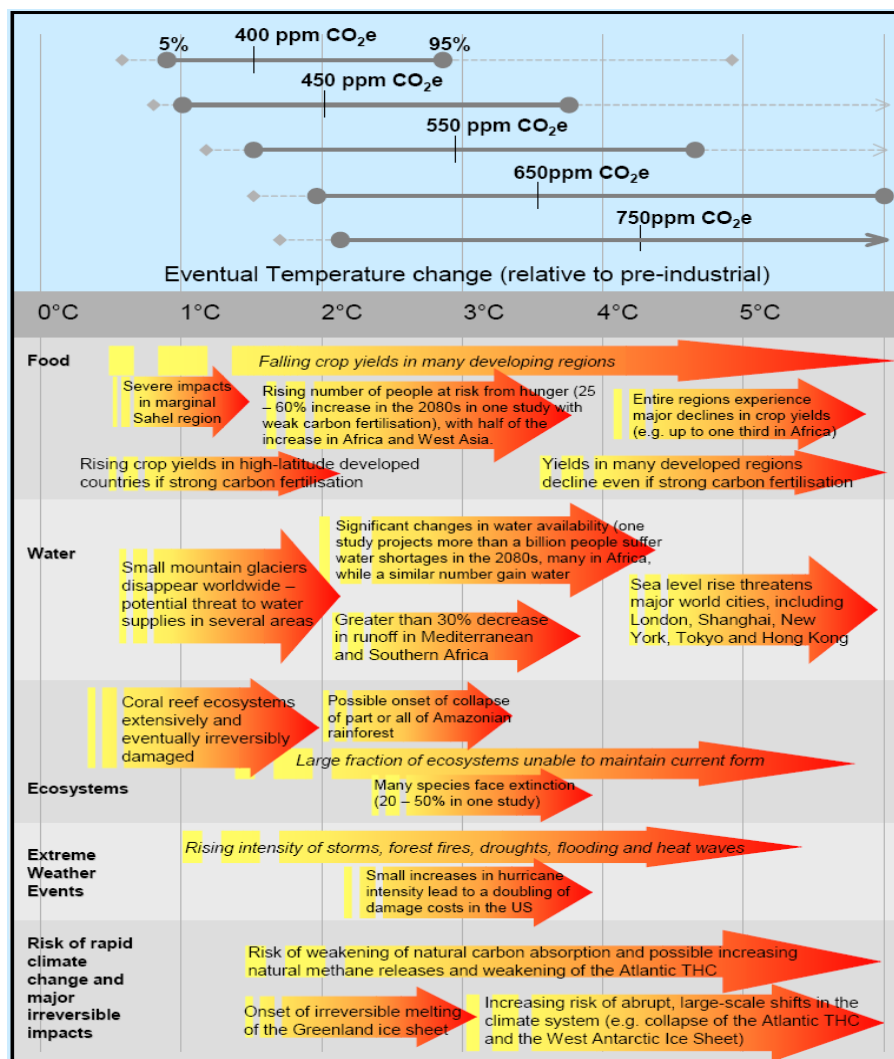 5% 400 ppm CO₂e 95%
450 ppm CO₂e
550 ppm CO₂e
650ppm CO₂e
750ppm CO₂e
Eventual Temperature change (relative to pre-industrial)
0°C 1°C 2°C 3°C 4°C 5°C
Food
Falling crop yields in many developing regions
Severe impacts
in marginal
Sahel region
Rising number of people at risk from hunger (25
– 60% increase in the 2080s in one study with
weak carbon fertilisation), with half of the
increase in Africa and West Asia.
Entire regions experience
major declines in crop yields
(e.g. up to one third in Africa)
Rising crop yields in high-latitude developed
countries if strong carbon fertilisation
Yields in many developed regions
decline even if strong carbon fertilisation
Water
Small mountain glaciers
disappear worldwide –
potential threat to water
supplies in several areas
Significant changes in water availability (one
study projects more than a billion people suffer
water shortages in the 2080s, many in Africa,
while a similar number gain water
Greater than 30% decrease
in runoff in Mediterranean
and Southern Africa
Sea level rise threatens
major world cities, including
London, Shanghai, New
York, Tokyo and Hong Kong
Ecosystems
Coral reef ecosystems
extensively and
eventually irreversibly
damaged
Possible onset of collapse
of part or all of Amazonian
rainforest
Large fraction of ecosystems unable to maintain current form
Many species face extinction
(20 – 50% in one study)
Extreme
Weather
Events
Rising intensity of storms, forest fires, droughts, flooding and heat waves
Small increases in hurricane
intensity lead to a doubling of
damage costs in the US
Risk of rapid
climate
change and
major
irreversible
impacts
Risk of weakening of natural carbon absorption and possible increasing
natural methane releases and weakening of the Atlantic THC
Onset of irreversible melting
of the Greenland ice sheet
Increasing risk of abrupt, large-scale shifts in the
climate system (e.g. collapse of the Atlantic THC
and the West Antarctic Ice Sheet)